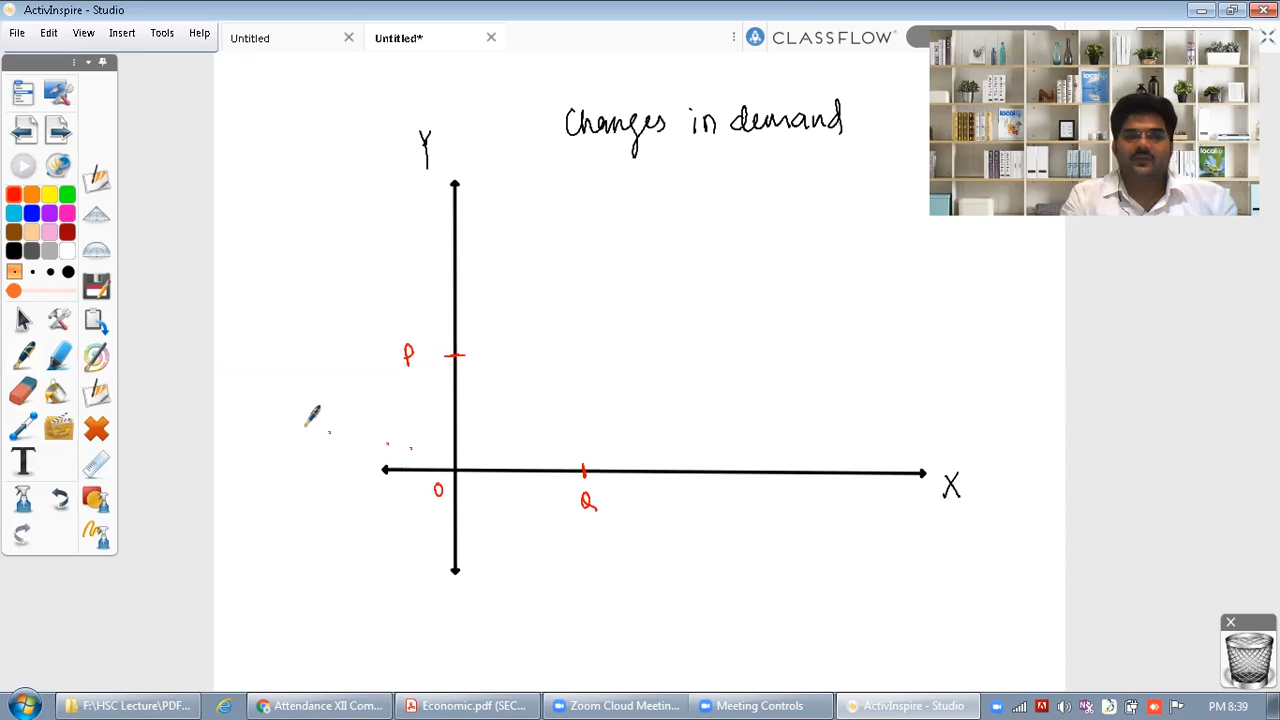 ActivInspire - Studio
File Edit View Insert Tools Help
Untitled
Untitled*
CLASSFLOW
Changes in demand
Y
P
O
Q
X
T
X
F:\HSC Lecture\PDF...
Attendance XII Com...
Economic.pdf (SEC...
Zoom Cloud Meetin...
Meeting Controls
ActivInspire - Studio
PM 8:39